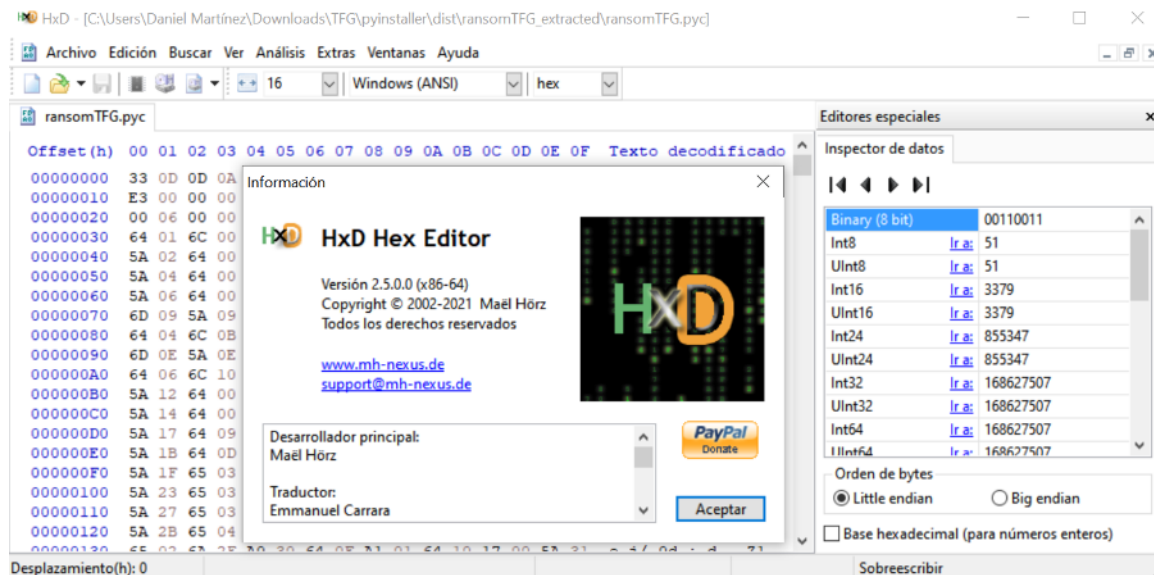 HxD - [C:\Users\Daniel Martínez\Downloads\TFG\pyinstaller\dist\ransomTFG_extracted\ransomTFG.pyc]
Archivo Edición Buscar Ver Análisis Extras Ventanas Ayuda
16 Windows (ANSI) hex
ransomTFG.pyc
Offset(h) 00 01 02 03 04 05 06 07 08 09 0A 0B 0C 0D 0E 0F Texto decodificado
00000000 33 0D 0D 0A
00000010 E3 00 00 00
00000020 00 06 00 00
00000030 64 01 6C 00
00000040 5A 02 64 00
00000050 5A 04 64 00
00000060 5A 06 64 00
00000070 6D 09 5A 09
00000080 64 04 6C 0B
00000090 6D 0E 5A 0E
000000A0 64 06 6C 10
000000B0 5A 12 64 00
000000C0 5A 14 64 00
000000D0 5A 17 64 09
000000E0 5A 1B 64 0D
000000F0 5A 1F 65 03
00000100 5A 23 65 03
00000110 5A 27 65 03
00000120 5A 2B 65 04
Información
HxD
HxD Hex Editor
Versión 2.5.0.0 (x86-64)
Copyright © 2002-2021 Maël Hörz
Todos los derechos reservados
www.mh-nexus.de
support@mh-nexus.de
HxD
Desarrollador principal:
Maël Hörz
Traductor:
Emmanuel Carrara
PayPal
Donate
Aceptar
Editores especiales
Inspector de datos
Binary (8 bit) 00110011
Int8 Ir a: 51
UInt8 Ir a: 51
Int16 Ir a: 3379
UInt16 Ir a: 3379
Int24 Ir a: 855347
UInt24 Ir a: 855347
Int32 Ir a: 168627507
UInt32 Ir a: 168627507
Int64 Ir a: 168627507
UInt64 Ir a: 168627507
Orden de bytes
Little endian Big endian
Base hexadecimal (para números enteros)
Desplazamiento(h): 0 Sobreescribir